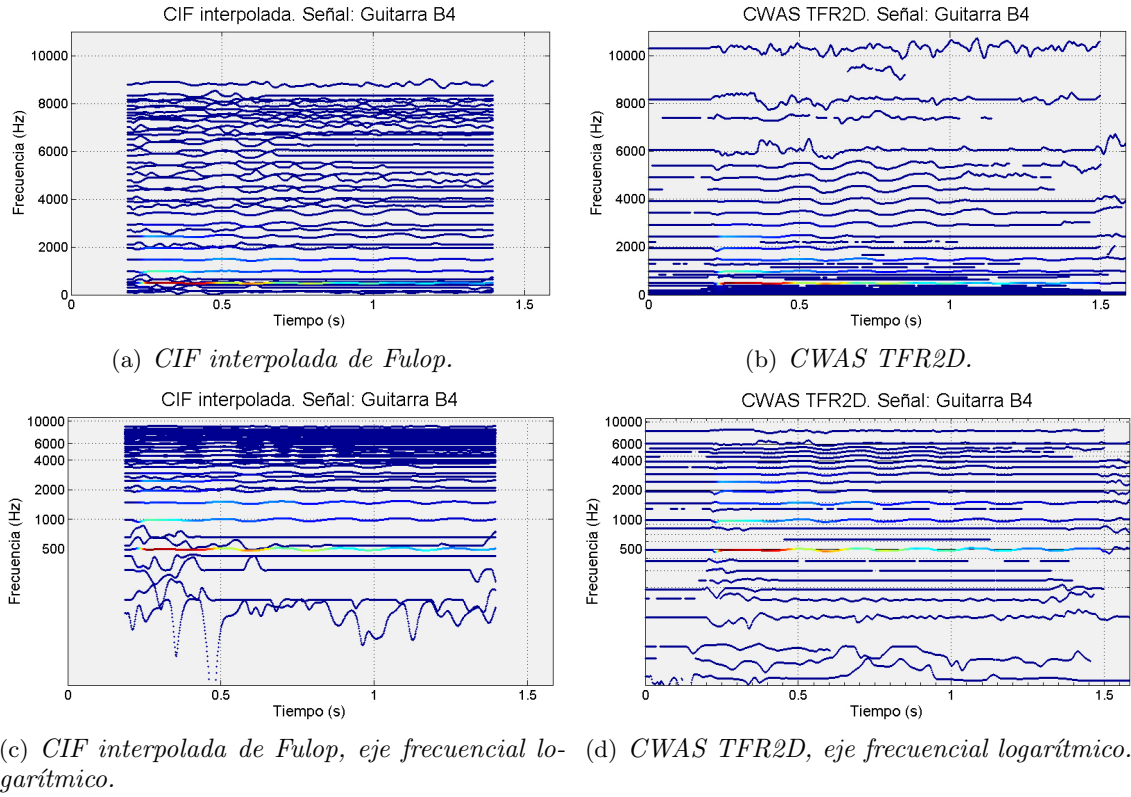 CIF interpolada. Señal: Guitarra B4
CWAS TFR2D. Señal: Guitarra B4
Frecuencia (Hz)
10000
8000
6000
4000
2000
0
0
0.5
1
1.5
Tiempo (s)
Frecuencia (Hz)
10000
8000
6000
4000
2000
0
0
0.5
1
1.5
Tiempo (s)
(a) CIF interpolada de Fulop.
(b) CWAS TFR2D.
CIF interpolada. Señal: Guitarra B4
CWAS TFR2D. Señal: Guitarra B4
Frecuencia (Hz)
10000
6000
4000
2000
1000
500
0
0.5
1
1.5
Tiempo (s)
Frecuencia (Hz)
10000
6000
4000
2000
1000
500
0
0.5
1
1.5
Tiempo (s)
(c) CIF interpolada de Fulop, eje frecuencial lo-
garítmico.
(d) CWAS TFR2D, eje frecuencial logarítmico.